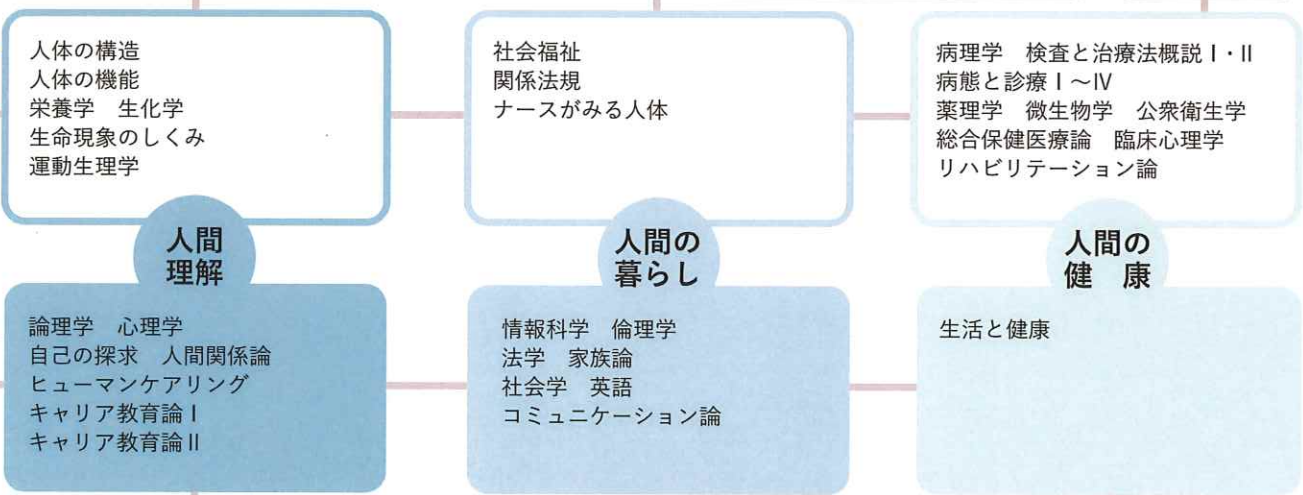 人体の構造
人体の機能
栄養学　生化学
生命現象のしくみ
運動生理学
社会福祉
関係法規
ナースがみる人体
病理学　検査と治療法概説Ⅰ・Ⅱ
病態と診療Ⅰ～Ⅳ
薬理学　微生物学　公衆衛生学
総合保健医療論　臨床心理学
リハビリテーション論
人間
理解
人間の
暮らし
人間の
健　康
論理学　心理学
自己の探求　人間関係論
ヒューマンケアリング
キャリア教育論Ⅰ
キャリア教育論Ⅱ
情報科学　倫理学
法学　家族論
社会学　英語
コミュニケーション論
生活と健康